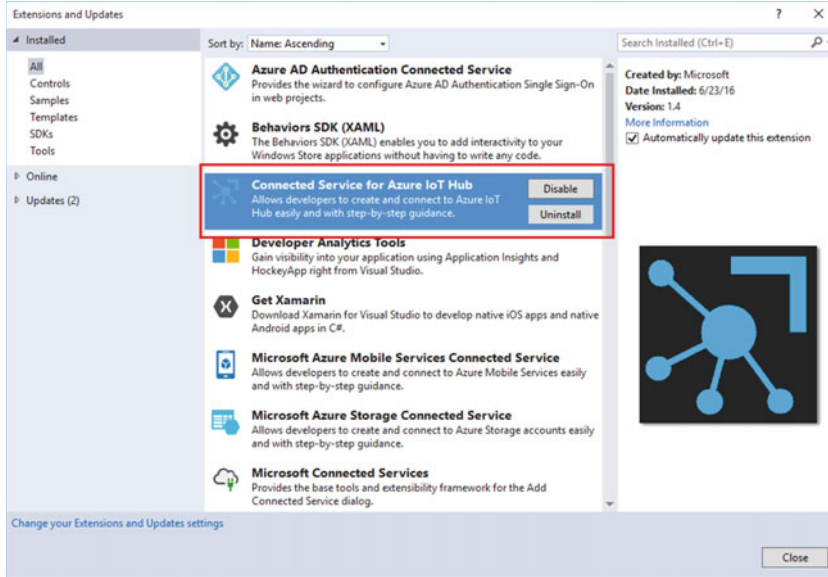 Extensions and Updates
? X
Installed
All
Controls
Samples
Templates
SDKs
Tools
Online
Updates (2)
Sort by: Name: Ascending
Azure AD Authentication Connected Service
Provides the wizard to configure Azure AD Authentication Single Sign-On
in web projects.
Behaviors SDK (XAML)
The Behaviors SDK (XAML) enables you to add interactivity to your
Windows Store applications without having to write any code.
Connected Service for Azure IoT Hub
Allows developers to create and connect to Azure IoT
Hub easily and with step-by-step guidance.
Disable
Uninstall
Developer Analytics Tools
Gain visibility into your application using Application Insights and
HockeyApp right from Visual Studio.
Get Xamarin
Download Xamarin for Visual Studio to develop native iOS apps and native
Android apps in C#.
Microsoft Azure Mobile Services Connected Service
Allows developers to create and connect to Azure Mobile Services easily
and with step-by-step guidance.
Microsoft Azure Storage Connected Service
Allows developers to create and connect to Azure Storage accounts easily
and with step-by-step guidance.
Microsoft Connected Services
Provides the base tools and extensibility framework for the Add
Connected Service dialog.
Search Installed (Ctrl+E)
Created by: Microsoft
Date Installed: 6/23/16
Version: 1.4
More Information
Automatically update this extension
Change your Extensions and Updates settings
Close